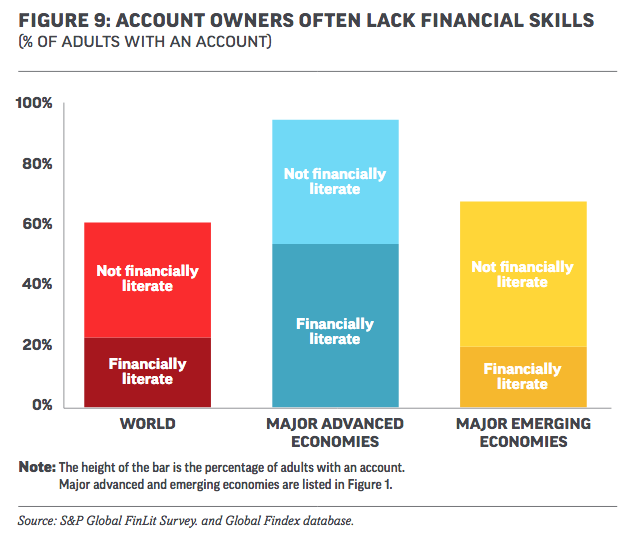 FIGURE 9: ACCOUNT OWNERS OFTEN LACK FINANCIAL SKILLS
(% OF ADULTS WITH AN ACCOUNT)
100%
80%
60%
40%
20%
0%
Not financially
literate
Financially
literate
Not financially
literate
Financially
literate
Not financially
literate
Financially
literate
WORLD
MAJOR ADVANCED
ECONOMIES
MAJOR EMERGING
ECONOMIES
Note: The height of the bar is the percentage of adults with an account.
Major advanced and emerging economies are listed in Figure 1.
Source: S&P Global FinLit Survey. and Global Findex database.